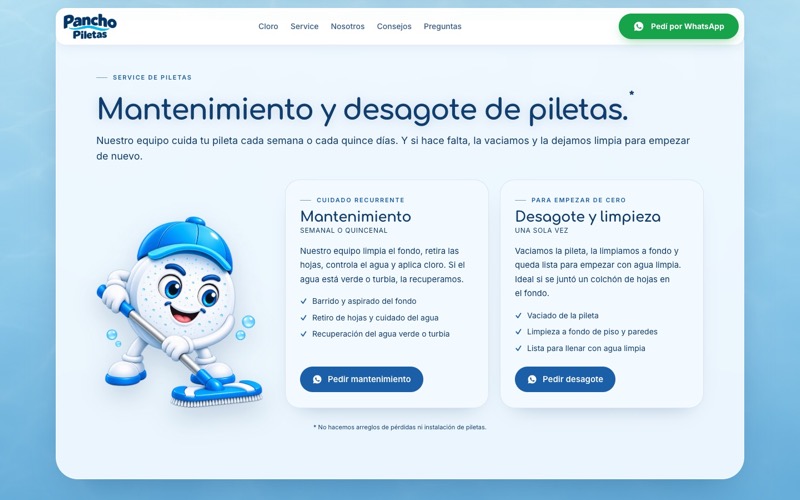 Pancho
Piletas
Cloro Service Nosotros Consejos Preguntas
Pedí por WhatsApp
SERVICE DE PILETAS
Mantenimiento y desagote de piletas.*
Nuestro equipo cuida tu pileta cada semana o cada quince días. Y si hace falta, la vaciamos y la dejamos limpia para empezar
de nuevo.
CUIDADO RECURRENTE
Mantenimiento
SEMANAL O QUINCENAL
Nuestro equipo limpia el fondo, retira las
hojas, controla el agua y aplica cloro. Si el
agua está verde o turbia, la recuperamos.
Barrido y aspirado del fondo
Retiro de hojas y cuidado del agua
Recuperación del agua verde o turbia
Pedir mantenimiento
PARA EMPEZAR DE CERO
Desagote y limpieza
UNA SOLA VEZ
Vaciamos la pileta, la limpiamos a fondo y
queda lista para empezar con agua limpia.
Ideal si se juntó un colchón de hojas en
el fondo.
Vaciado de la pileta
Limpieza a fondo de piso y paredes
Lista para llenar con agua limpia
Pedir desagote
* No hacemos arreglos de pérdidas ni instalación de piletas.